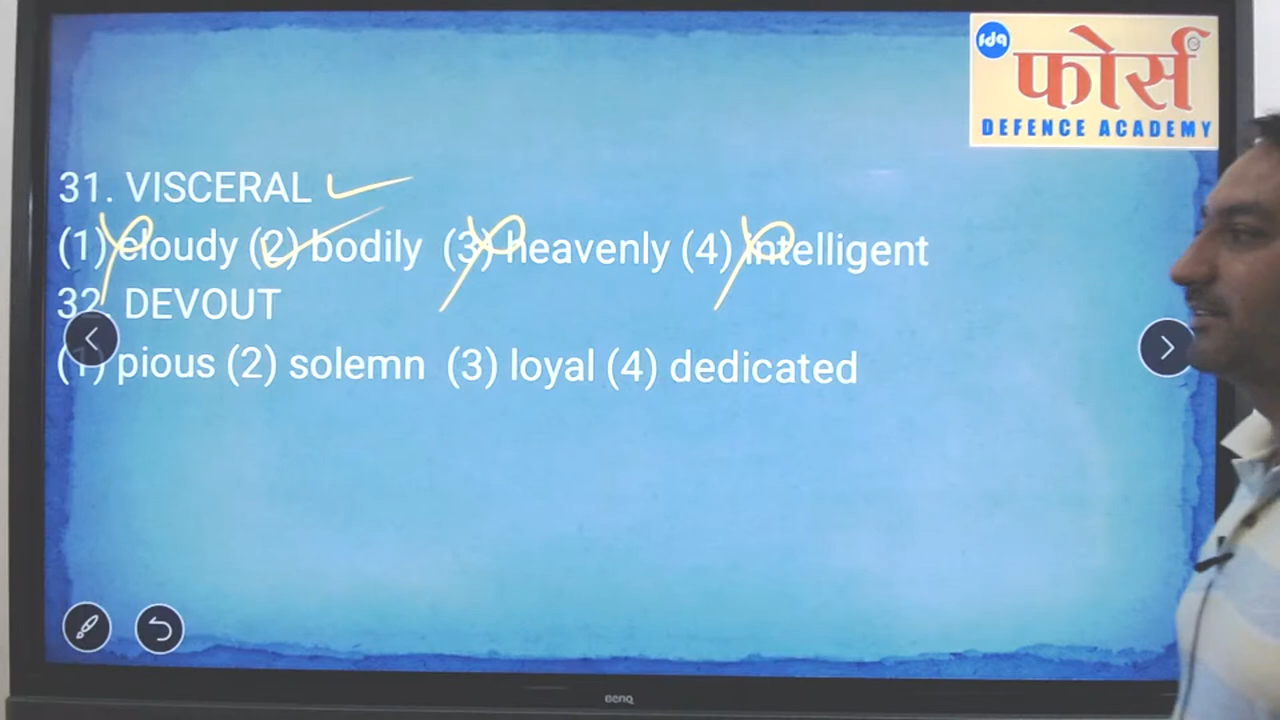 fdq
फोर्स
DEFENCE ACADEMY
31. VISCERAL
(1) cloudy (2) bodily (3) heavenly (4) intelligent
32. DEVOUT
(1) pious (2) solemn (3) loyal (4) dedicated
BenQ